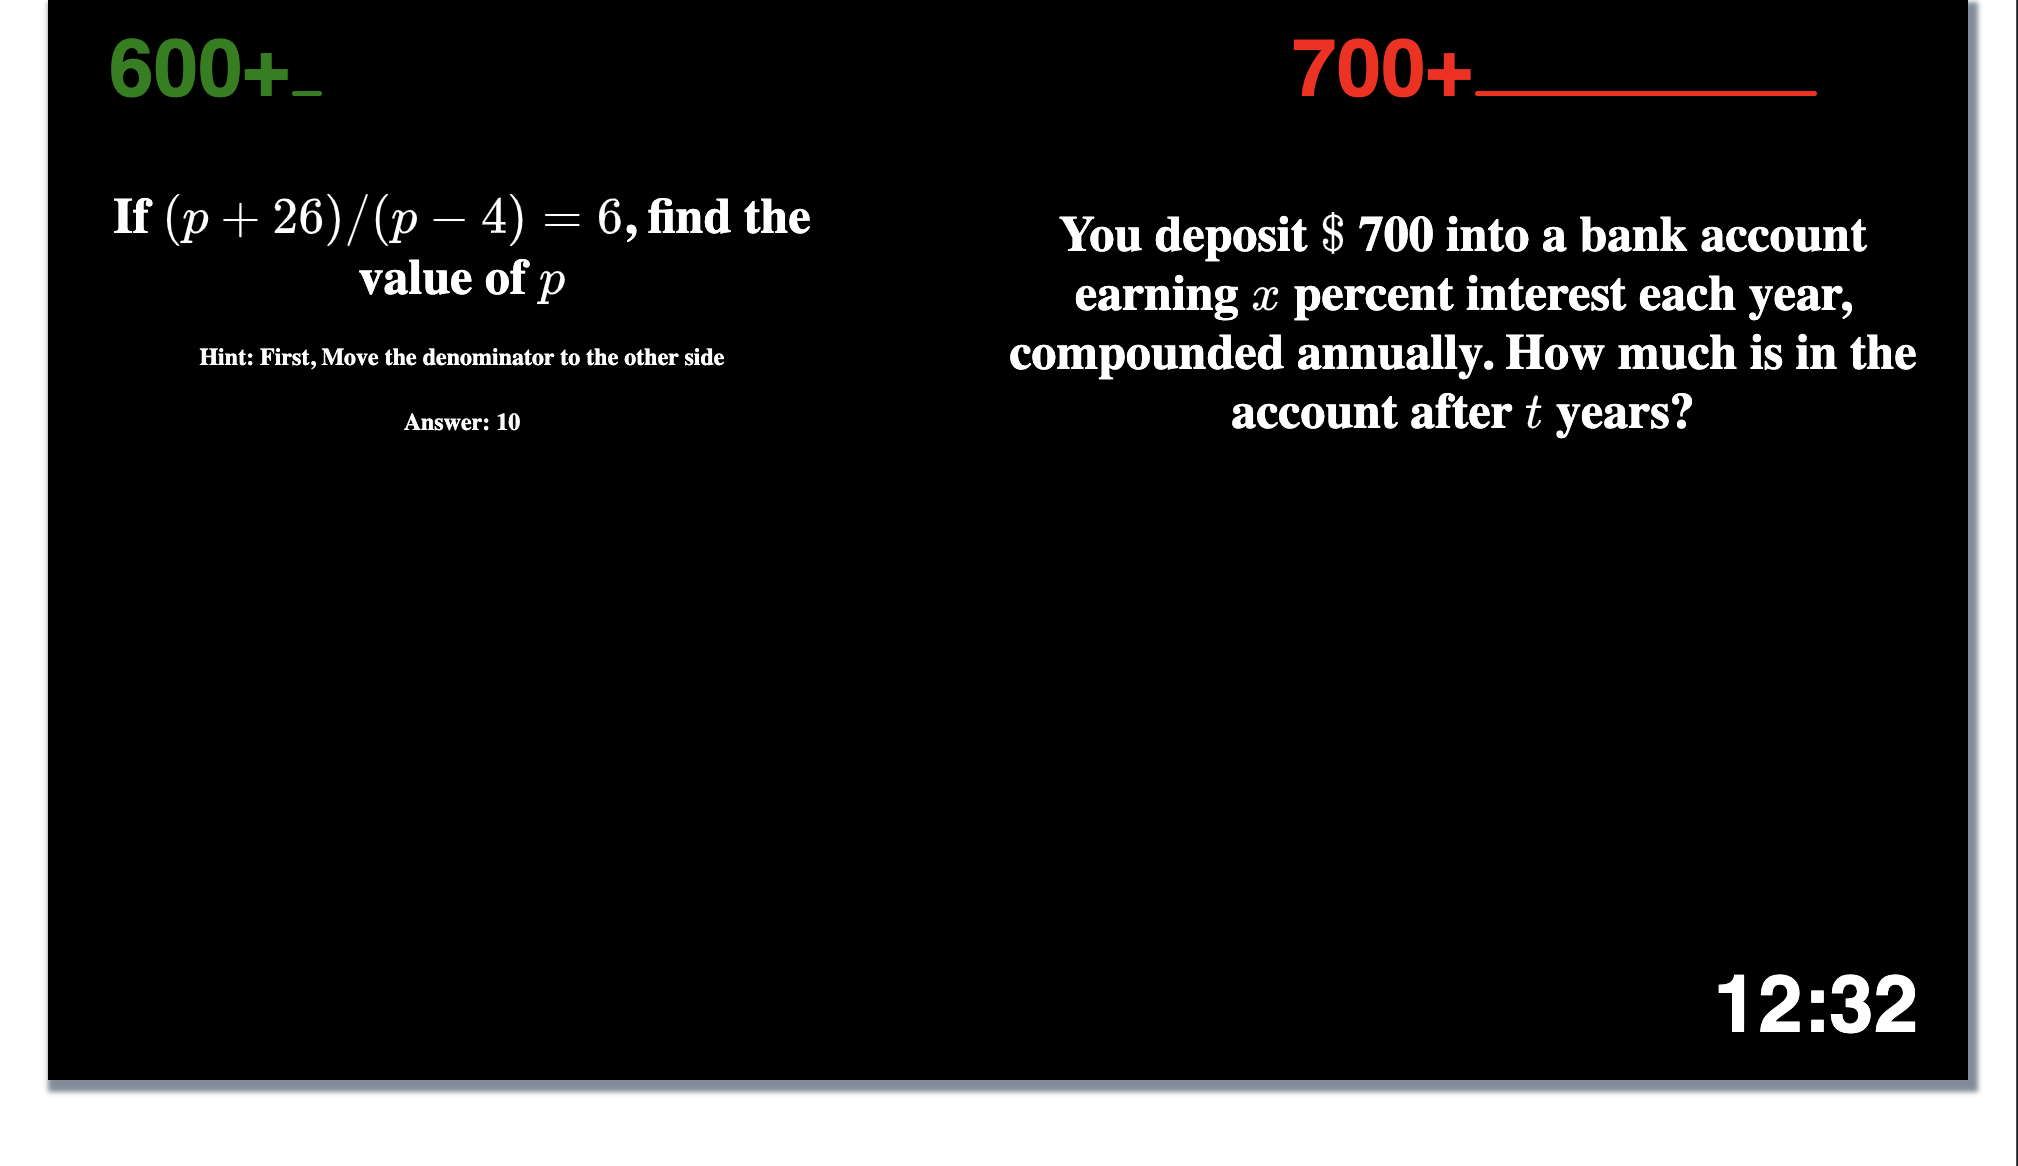 600+_
If (p + 26)/(p − 4) = 6, find the
value of p
Hint: First, Move the denominator to the other side
Answer: 10
700+
You deposit $ 700 into a bank account
earning x percent interest each year,
compounded annually. How much is in the
account after t years?
12:32